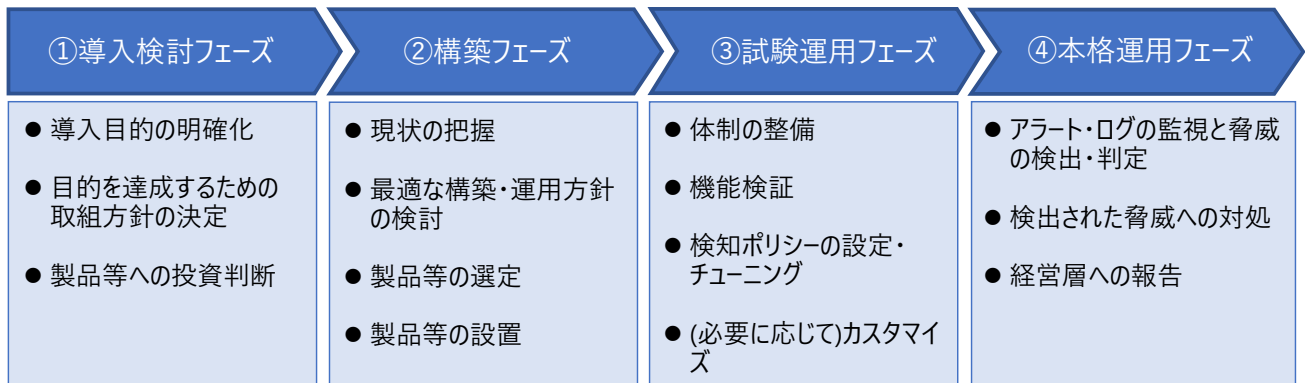 ①導入検討フェーズ
●導入目的の明確化
●目的を達成するための
取組方針の決定
●製品等への投資判断
②構築フェーズ
●現状の把握
●最適な構築・運用方針
の検討
●製品等の選定
●製品等の設置
③試験運用フェーズ
●体制の整備
●機能検証
●検知ポリシーの設定・
チューニング
●(必要に応じて)カスタマイ
ズ
④本格運用フェーズ
●アラート・ログの監視と脅威
の検出・判定
●検出された脅威への対処
●経営層への報告